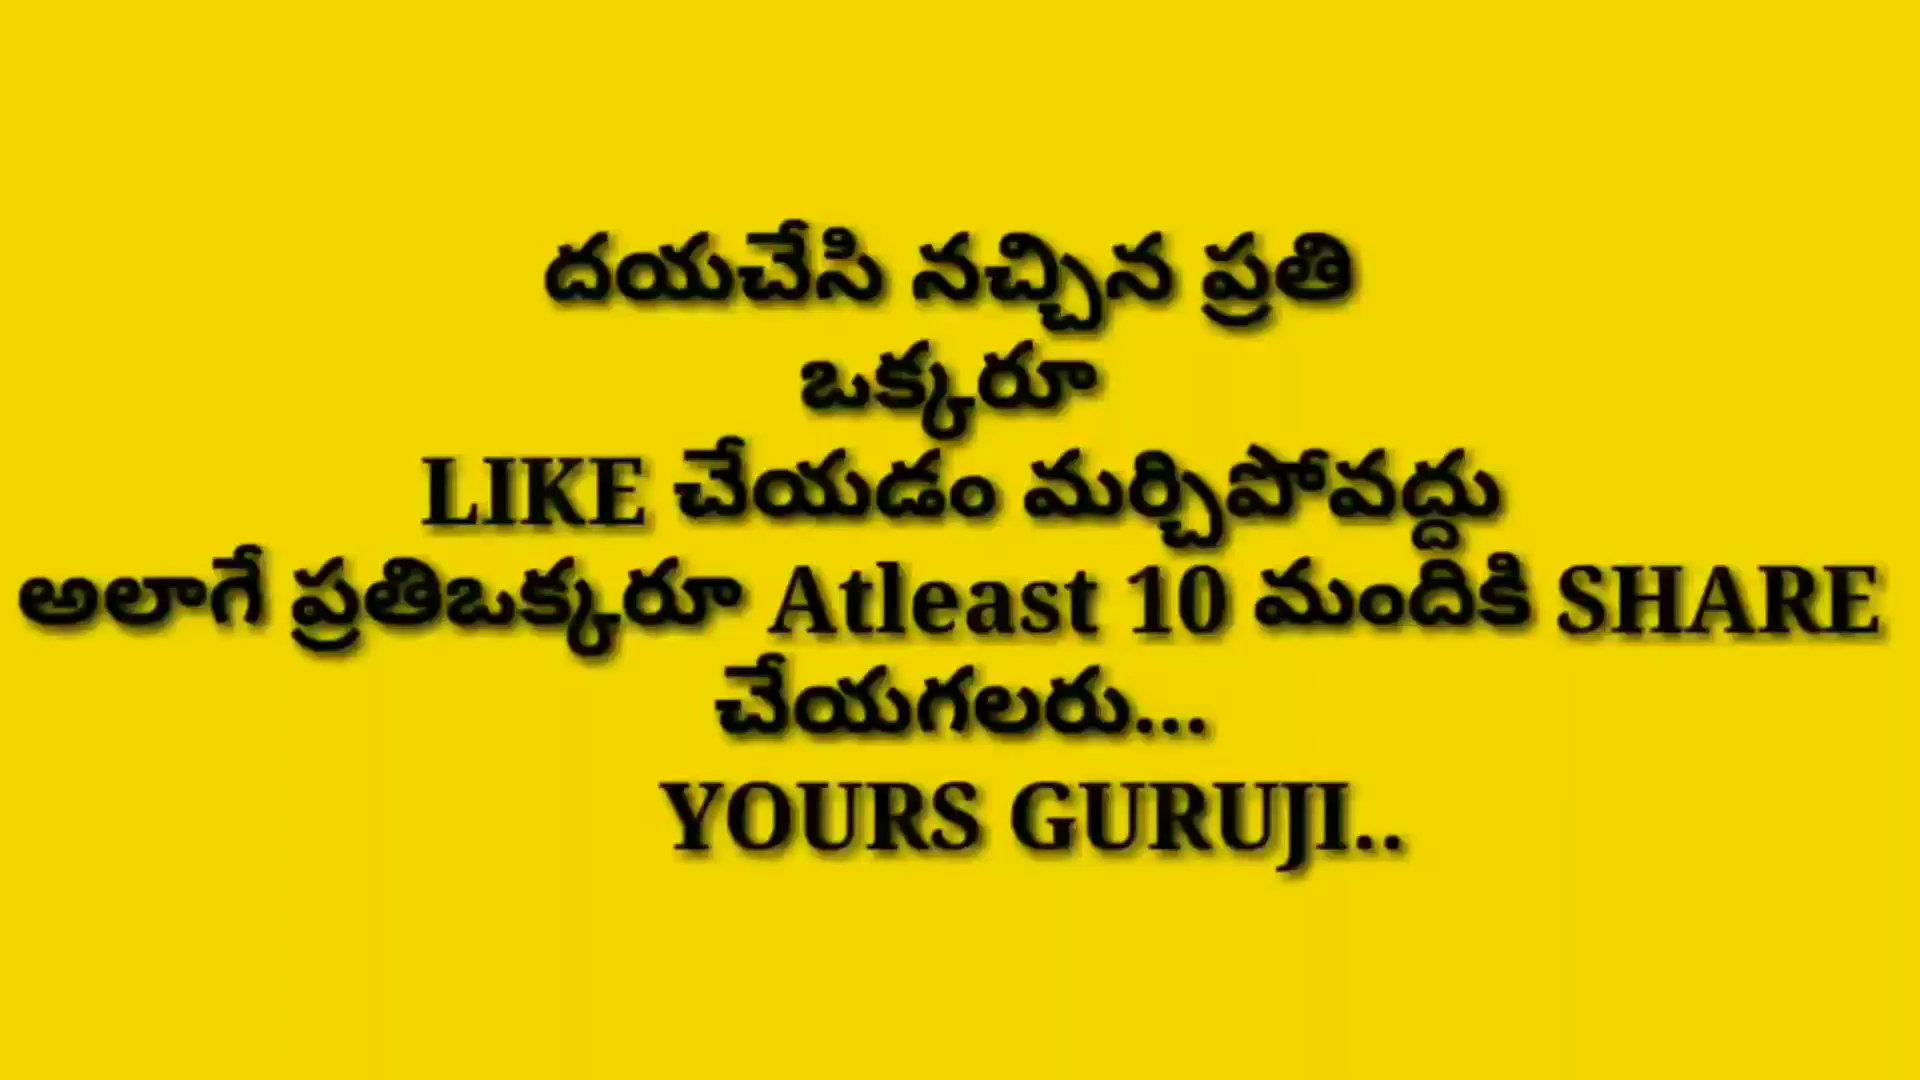 దయచేసి నచ్చిన ప్రతి
ఒక్కరూ
LIKE చేయడం మర్చిపోవద్దు
అలాగే ప్రతిఒక్కరూ Atleast 10 మందికి SHARE
చేయగలరు...
YOURS GURUJI..